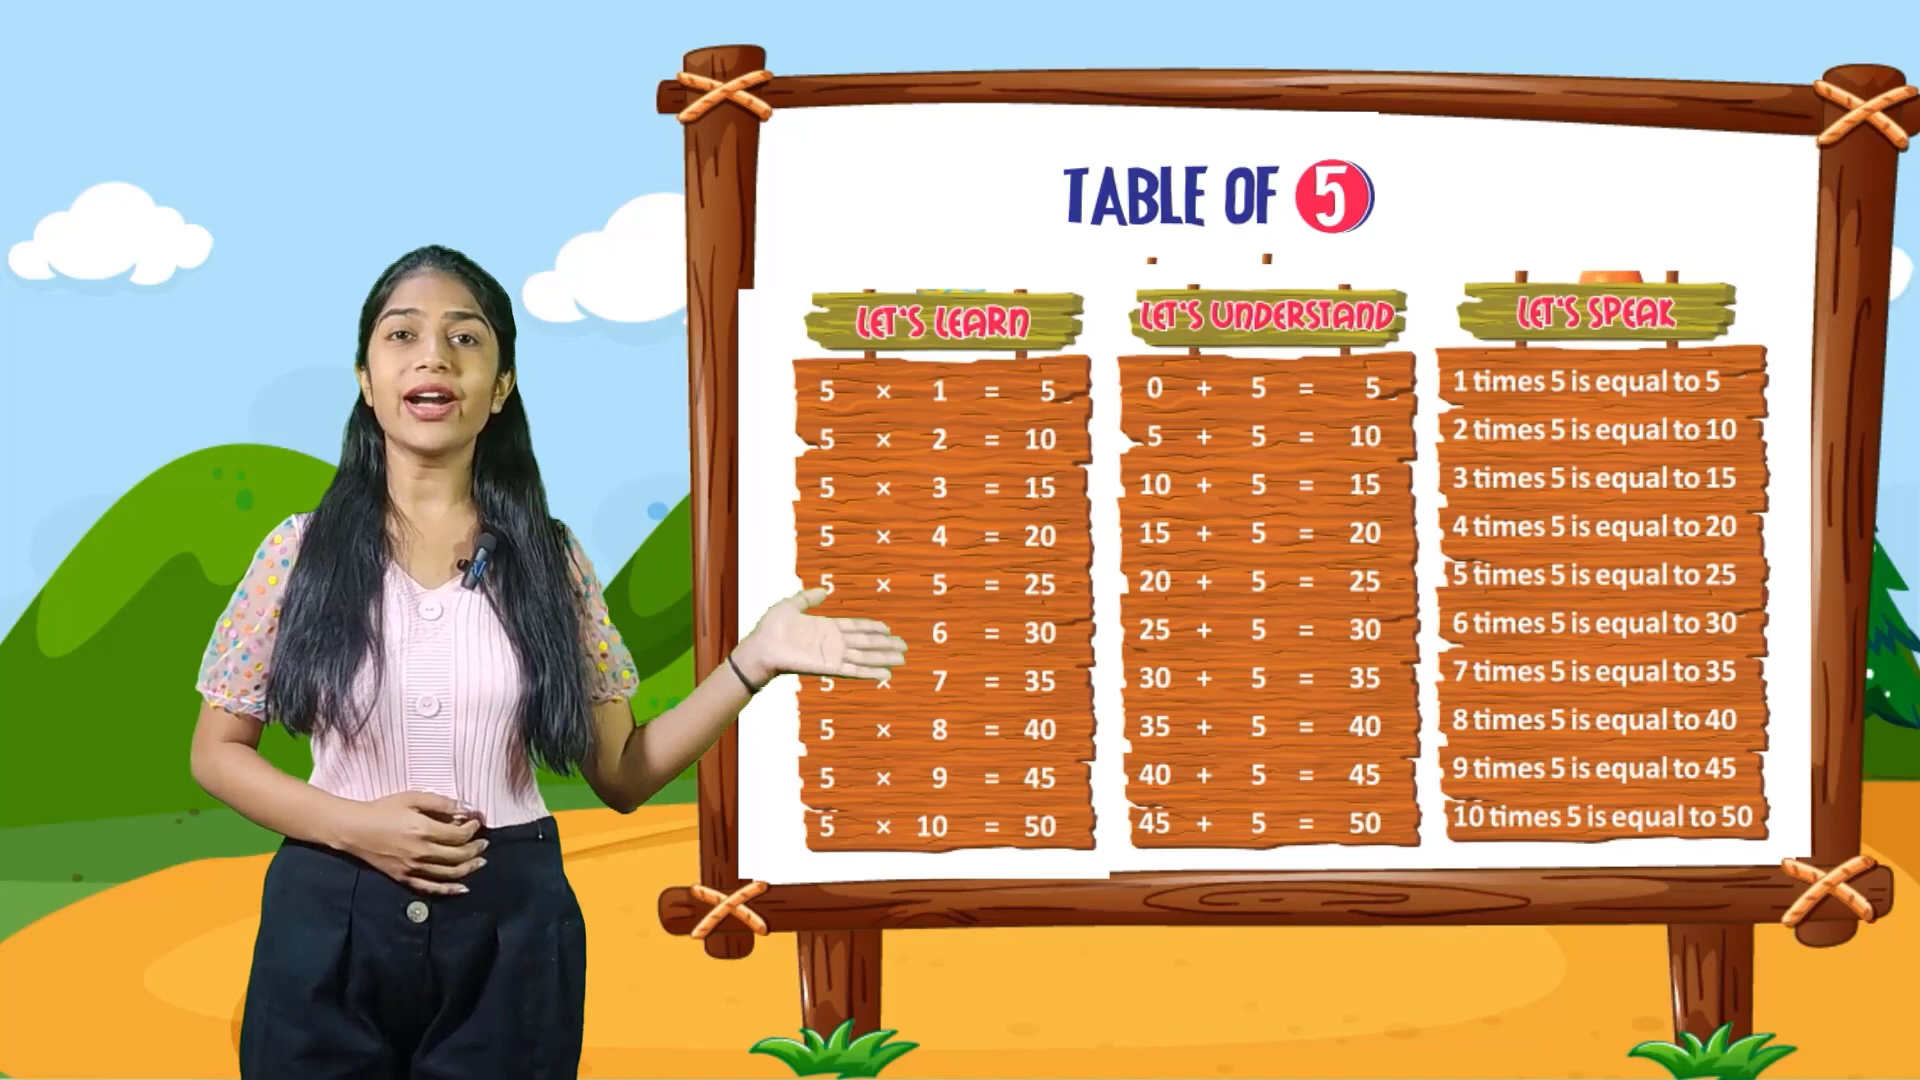 TABLE OF 5
LET'S LEARN
5 × 1 = 5
5 × 2 = 10
5 × 3 = 15
5 × 4 = 20
5 × 5 = 25
6 = 30
5 × 7 = 35
5 × 8 = 40
5 × 9 = 45
5 × 10 = 50
LET'S UNDERSTAND
0 + 5 = 5
5 + 5 = 10
10 + 5 = 15
15 + 5 = 20
20 + 5 = 25
25 + 5 = 30
30 + 5 = 35
35 + 5 = 40
40 + 5 = 45
45 + 5 = 50
LET'S SPEAK
1 times 5 is equal to 5
2 times 5 is equal to 10
3 times 5 is equal to 15
4 times 5 is equal to 20
5 times 5 is equal to 25
6 times 5 is equal to 30
7 times 5 is equal to 35
8 times 5 is equal to 40
9 times 5 is equal to 45
10 times 5 is equal to 50